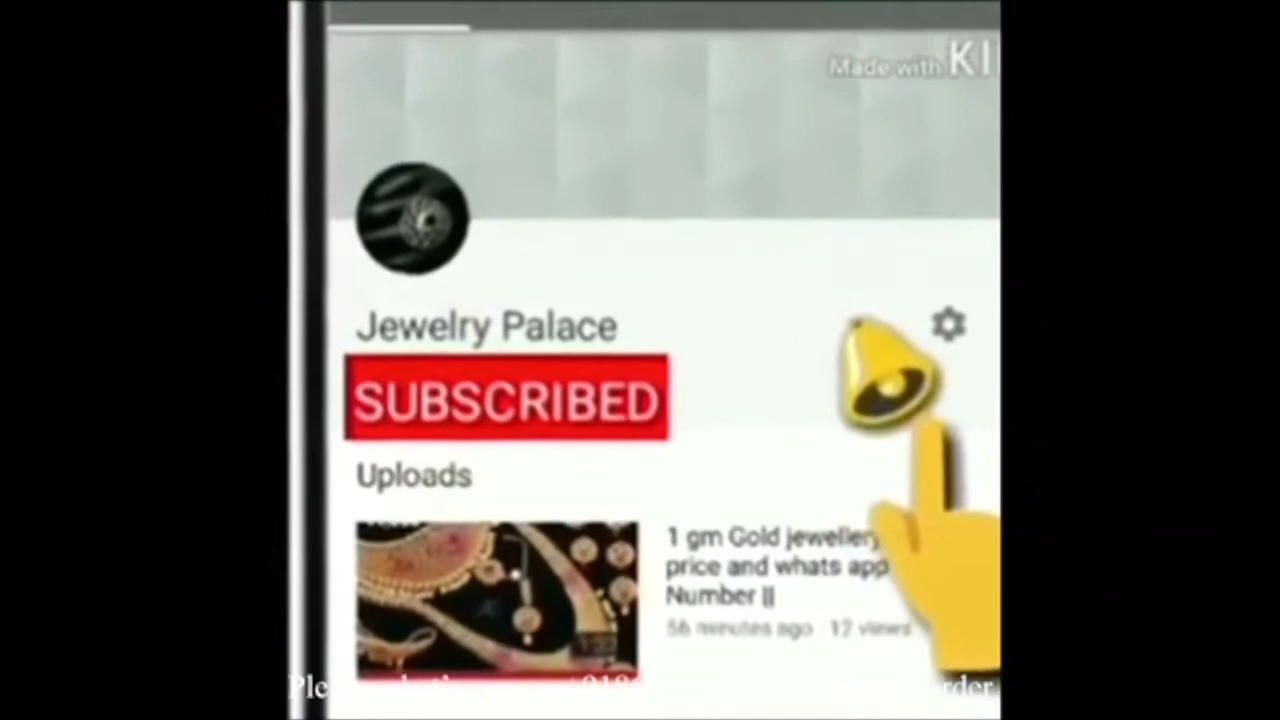 Made with KI
Jewelry Palace
SUBSCRIBED
Uploads
1 gm Gold jewellery
price and whats app
Number ||
56 minutes ago 12 views